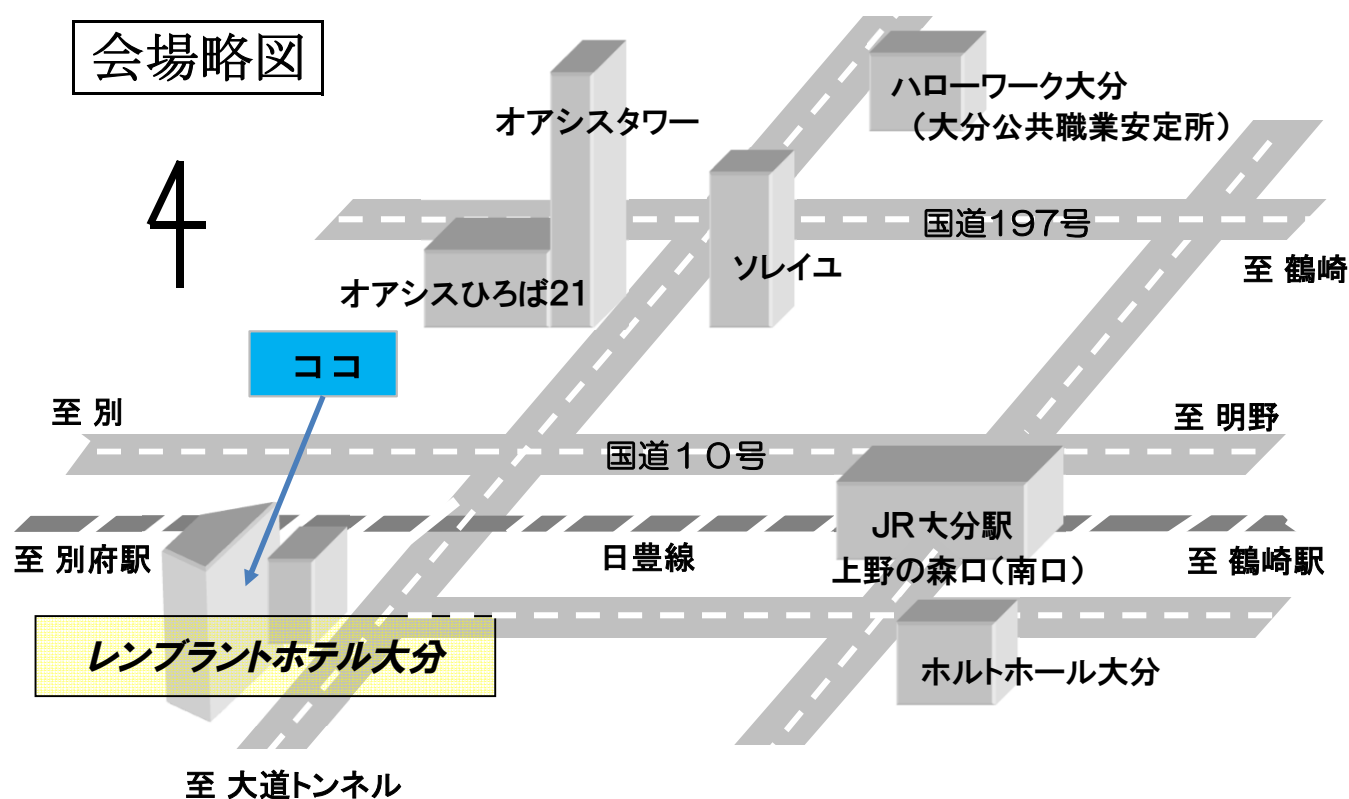 会場略図
ハローワーク大分
（大分公共職業安定所）
オアシスタワー
国道197号
ソレイユ
至 鶴崎
オアシスひろば21
ココ
至 別
至 明野
国道１０号
JR大分駅
上野の森口（南口）
至 別府駅
日豊線
至 鶴崎駅
レンブラントホテル大分
ホルトホール大分
至 大道トンネル